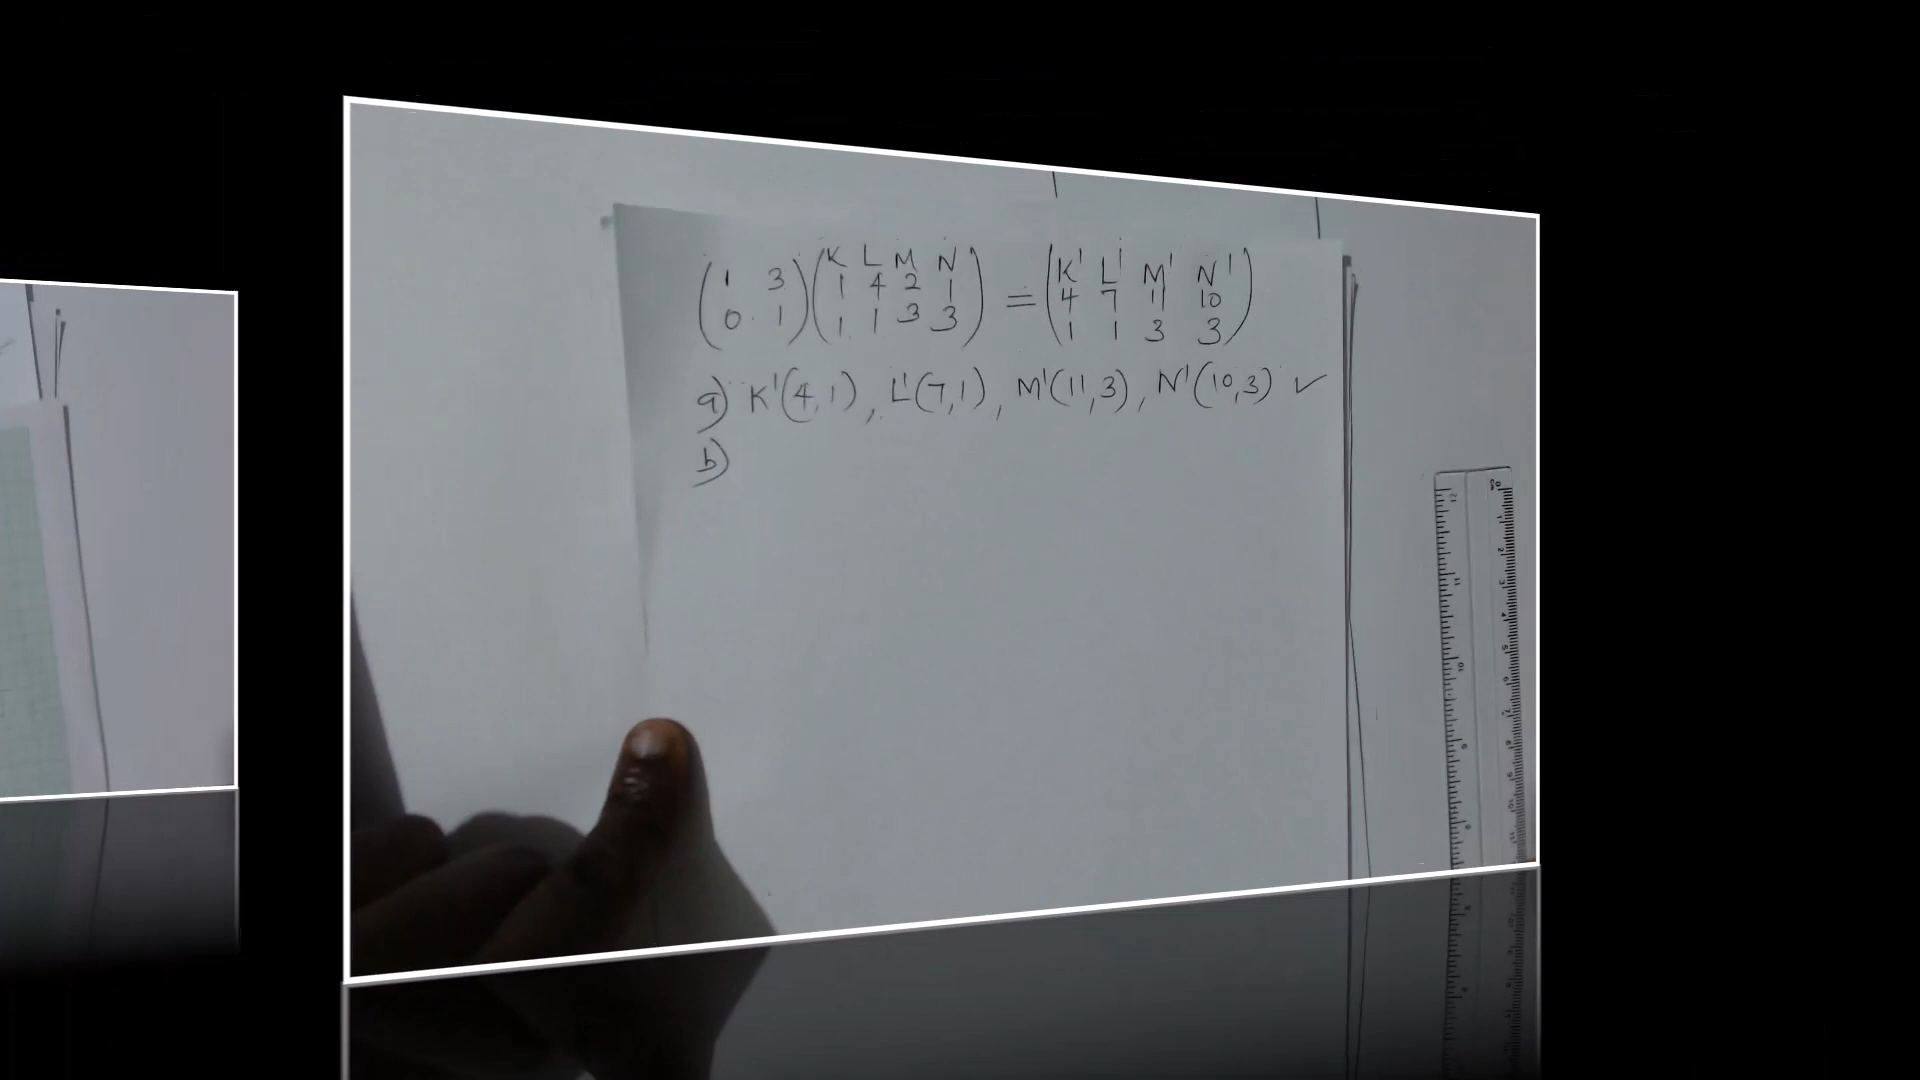 K L M N K' L' M' N'
( 1 3 ) ( 1 4 2 1 ) = ( 4 7 11 10 )
( 0 1 ) ( 1 1 3 3 ) ( 1 1 3 3 )
a) K'(4,1), L'(7,1), M'(11,3), N'(10,3) ✓
b)